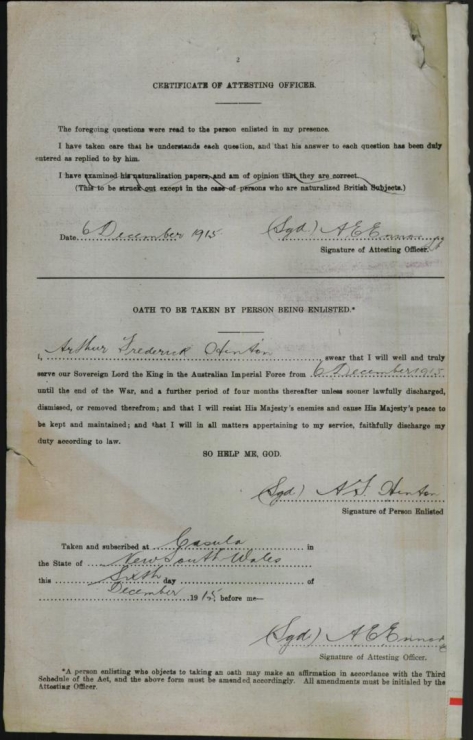 2
CERTIFICATE OF ATTESTING OFFICER.
The foregoing questions were read to the person enlisted in my presence.
I have taken care that he understands each question, and that his answer to each question has been duly
entered as replied to by him.
I have examined his naturalization papers, and am of opinion that they are correct.
(This to be struck out except in the case of persons who are naturalized British Subjects.)
Date 6 December 1915 (Sgd) A E Ennor
Signature of Attesting Officer.
OATH TO BE TAKEN BY PERSON BEING ENLISTED.*
I, Arthur Frederick Hinton swear that I will well and truly
serve our Sovereign Lord the King in the Australian Imperial Force from 6 December 1915
until the end of the War, and a further period of four months thereafter unless sooner lawfully discharged,
dismissed, or removed therefrom; and that I will resist His Majesty's enemies and cause His Majesty's peace to
be kept and maintained; and that I will in all matters appertaining to my service, faithfully discharge my
duty according to law.
SO HELP ME, GOD.
(Sgd) A F Hinton
Signature of Person Enlisted
Taken and subscribed at Casula in
the State of New South Wales
this Sixth day of
December 1915 before me—
(Sgd) A E Ennor
Signature of Attesting Officer.
*A person enlisting who objects to taking an oath may make an affirmation in accordance with the Third
Schedule of the Act, and the above form must be amended accordingly. All amendments must be initialed by the
Attesting Officer.